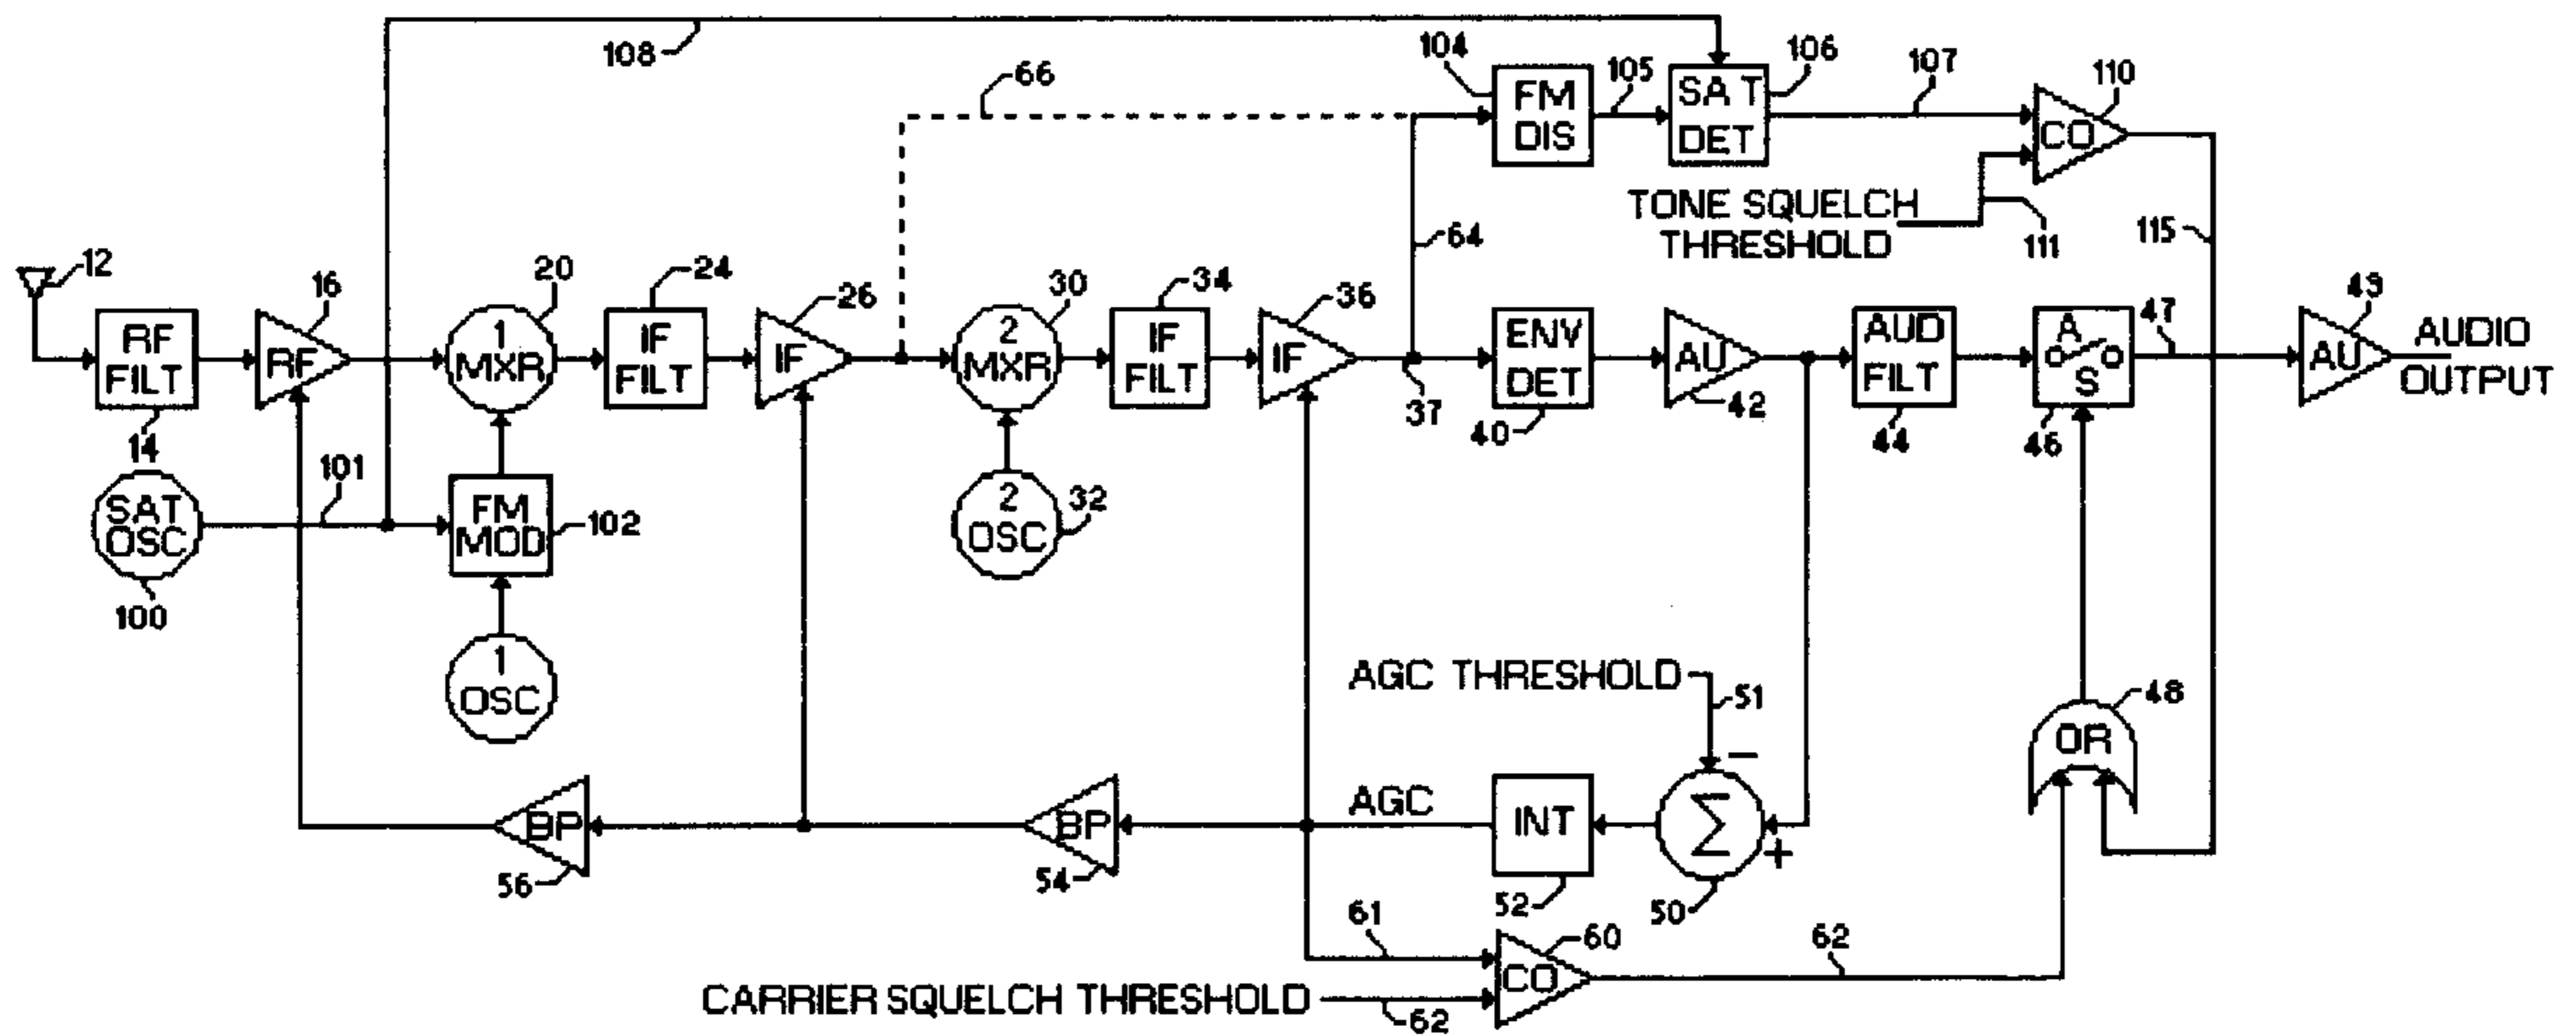 108
66
104
FM
DIS
105
SAT
DET
106
107
110
CO
TONE SQUELCH
THRESHOLD
111
115
64
12
RF
FILT
14
16
RF
20
1
MXR
24
IF
FILT
26
IF
30
2
MXR
34
IF
FILT
36
IF
37
ENV
DET
40
AU
42
AUD
FILT
44
A
S
46
47
49
AU
AUDIO
OUTPUT
SAT
OSC
100
101
FM
MOD
102
1
OSC
2
OSC
32
AGC THRESHOLD
51
−
Σ
+
50
INT
52
AGC
BP
54
BP
56
OR
48
61
CO
60
62
CARRIER SQUELCH THRESHOLD
62